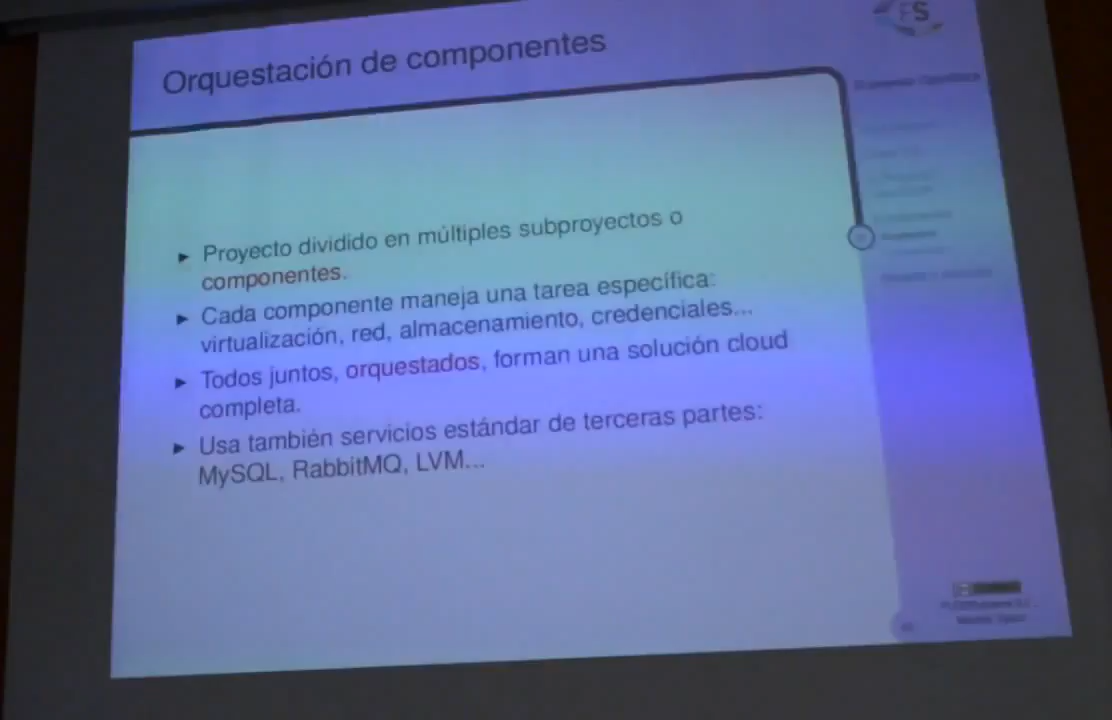 Orquestación de componentes
FS
► Proyecto dividido en múltiples subproyectos o
componentes.
► Cada componente maneja una tarea específica:
virtualización, red, almacenamiento, credenciales...
► Todos juntos, orquestados, forman una solución cloud
completa.
► Usa también servicios estándar de terceras partes:
MySQL, RabbitMQ, LVM...